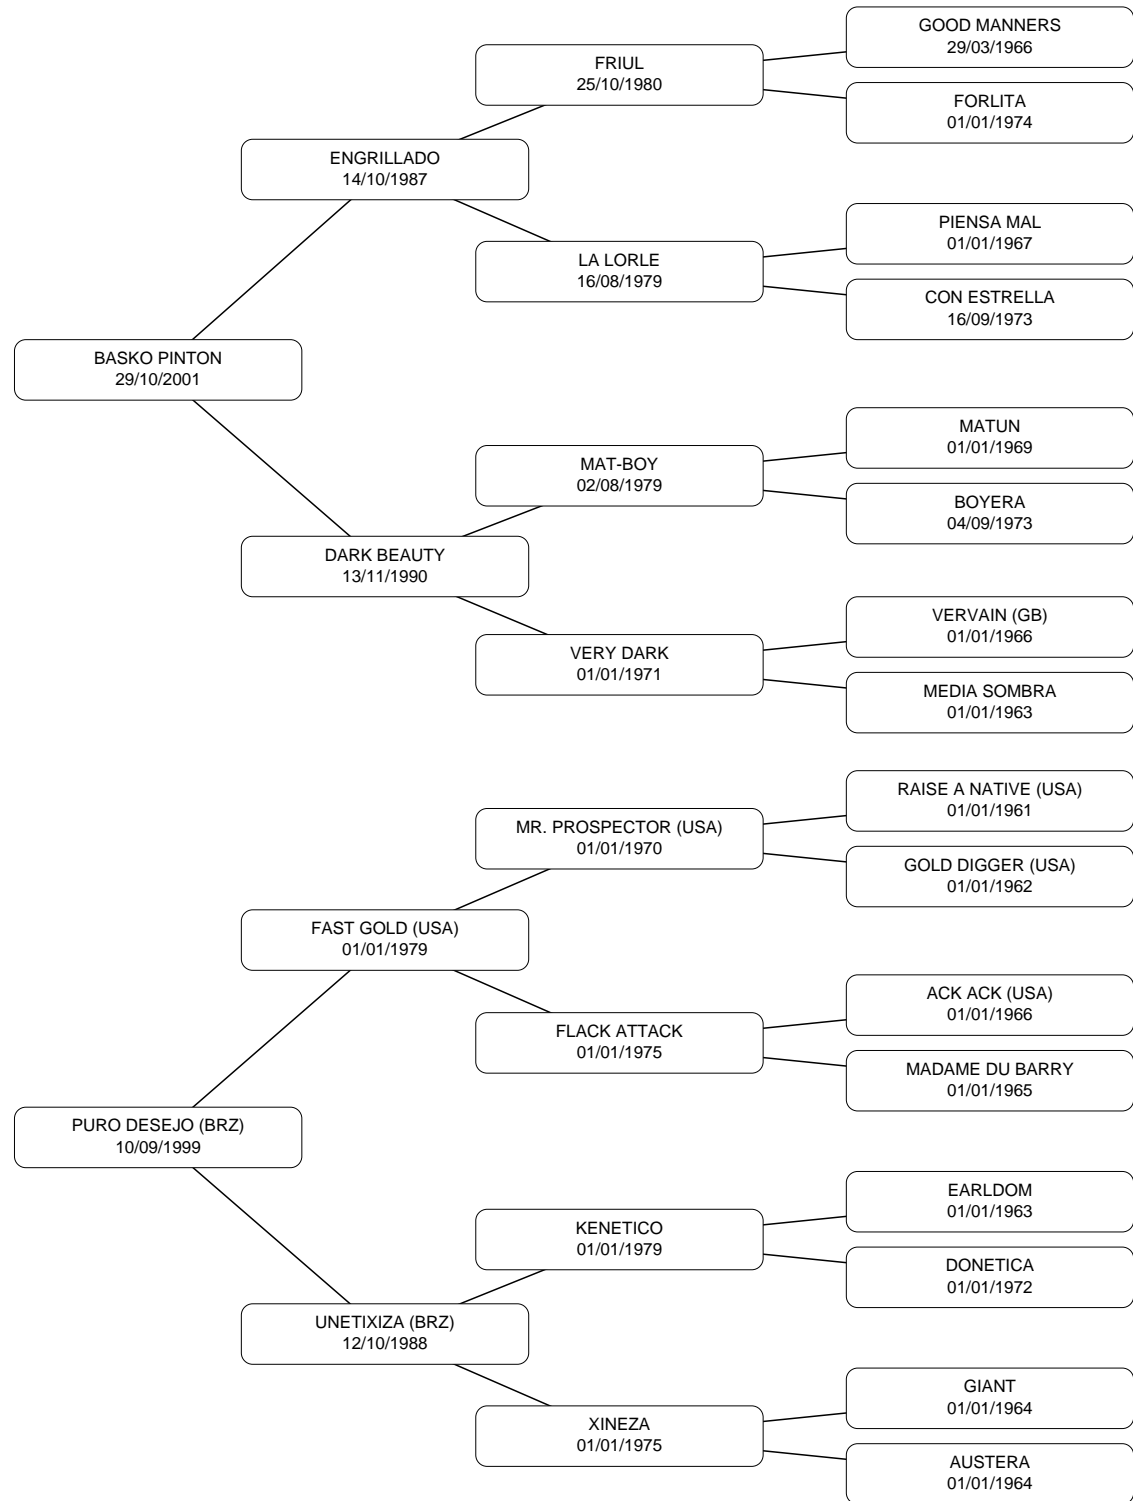 GOOD MANNERS
29/03/1966
FRIUL
25/10/1980
FORLITA
01/01/1974
ENGRILLADO
14/10/1987
PIENSA MAL
01/01/1967
LA LORLE
16/08/1979
CON ESTRELLA
16/09/1973
BASKO PINTON
29/10/2001
MATUN
01/01/1969
MAT-BOY
02/08/1979
BOYERA
04/09/1973
DARK BEAUTY
13/11/1990
VERVAIN (GB)
01/01/1966
VERY DARK
01/01/1971
MEDIA SOMBRA
01/01/1963
RAISE A NATIVE (USA)
01/01/1961
MR. PROSPECTOR (USA)
01/01/1970
GOLD DIGGER (USA)
01/01/1962
FAST GOLD (USA)
01/01/1979
ACK ACK (USA)
01/01/1966
FLACK ATTACK
01/01/1975
MADAME DU BARRY
01/01/1965
PURO DESEJO (BRZ)
10/09/1999
EARLDOM
01/01/1963
KENETICO
01/01/1979
DONETICA
01/01/1972
UNETIXIZA (BRZ)
12/10/1988
GIANT
01/01/1964
XINEZA
01/01/1975
AUSTERA
01/01/1964